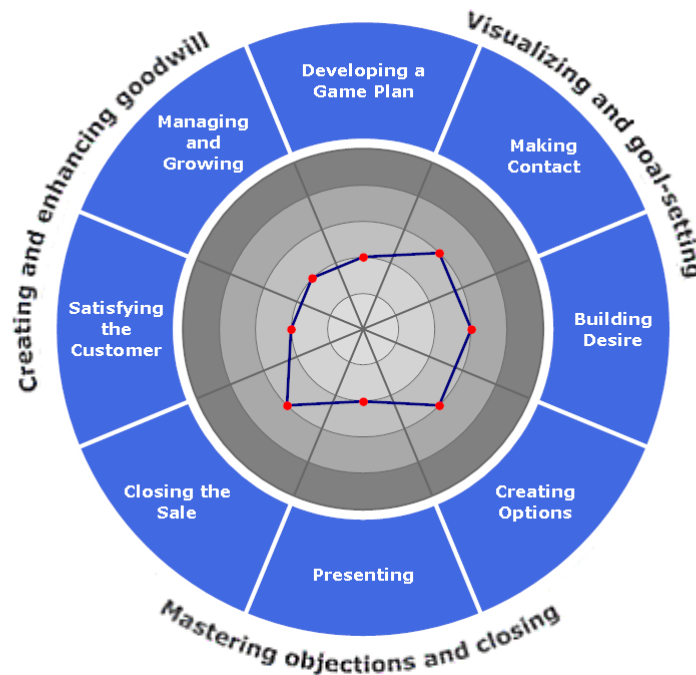 Creating and enhancing goodwill
Visualizing and goal-setting
Developing a
Game Plan
Managing
and
Growing
Making
Contact
Satisfying
the
Customer
Building
Desire
Closing the
Sale
Creating
Options
Presenting
Mastering objections and closing